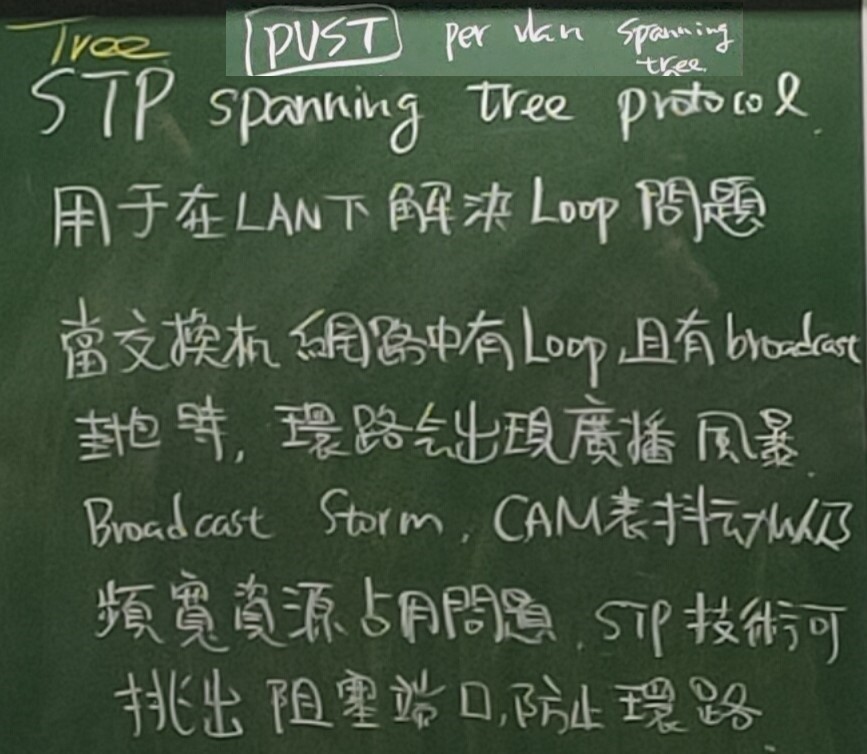 Tree
PVST per vlan spanning tree
STP spanning tree protocol.
用于在LAN下解決Loop問題
當交換机網路中有Loop,且有broadcast
封包時,環路会出現廣播風暴.
Broadcast Storm, CAM表抖动以及
頻寬資源占用問題.STP技術可
挑出阻塞端口,防止環路